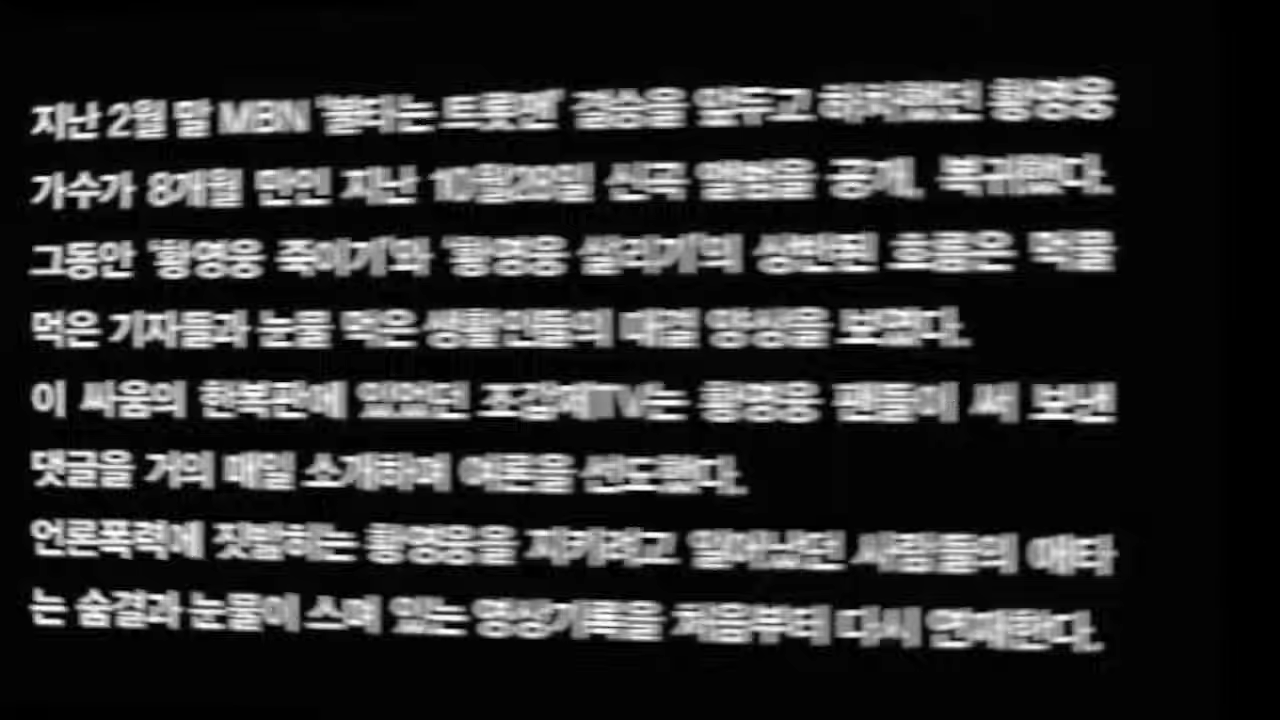 지난 2월 말 MBN '불타는 트롯맨' 결승을 앞두고 하차했던 황영웅
가수가 8개월 만인 지난 10월28일 신곡 앨범을 공개, 복귀했다.
그동안 '황영웅 죽이기'와 '황영웅 살리기'의 상반된 흐름은 먹물
먹은 기자들과 눈물 먹은 생활인들의 대결 양상을 보였다.
이 싸움의 한복판에 있었던 조갑제TV는 황영웅 팬들이 써 보낸
댓글을 거의 매일 소개하며 여론을 선도했다.
언론폭력에 짓밟히는 황영웅을 지키려고 일어났던 사람들의 애타
는 숨결과 눈물이 스며 있는 영상기록을 처음부터 다시 연재한다.